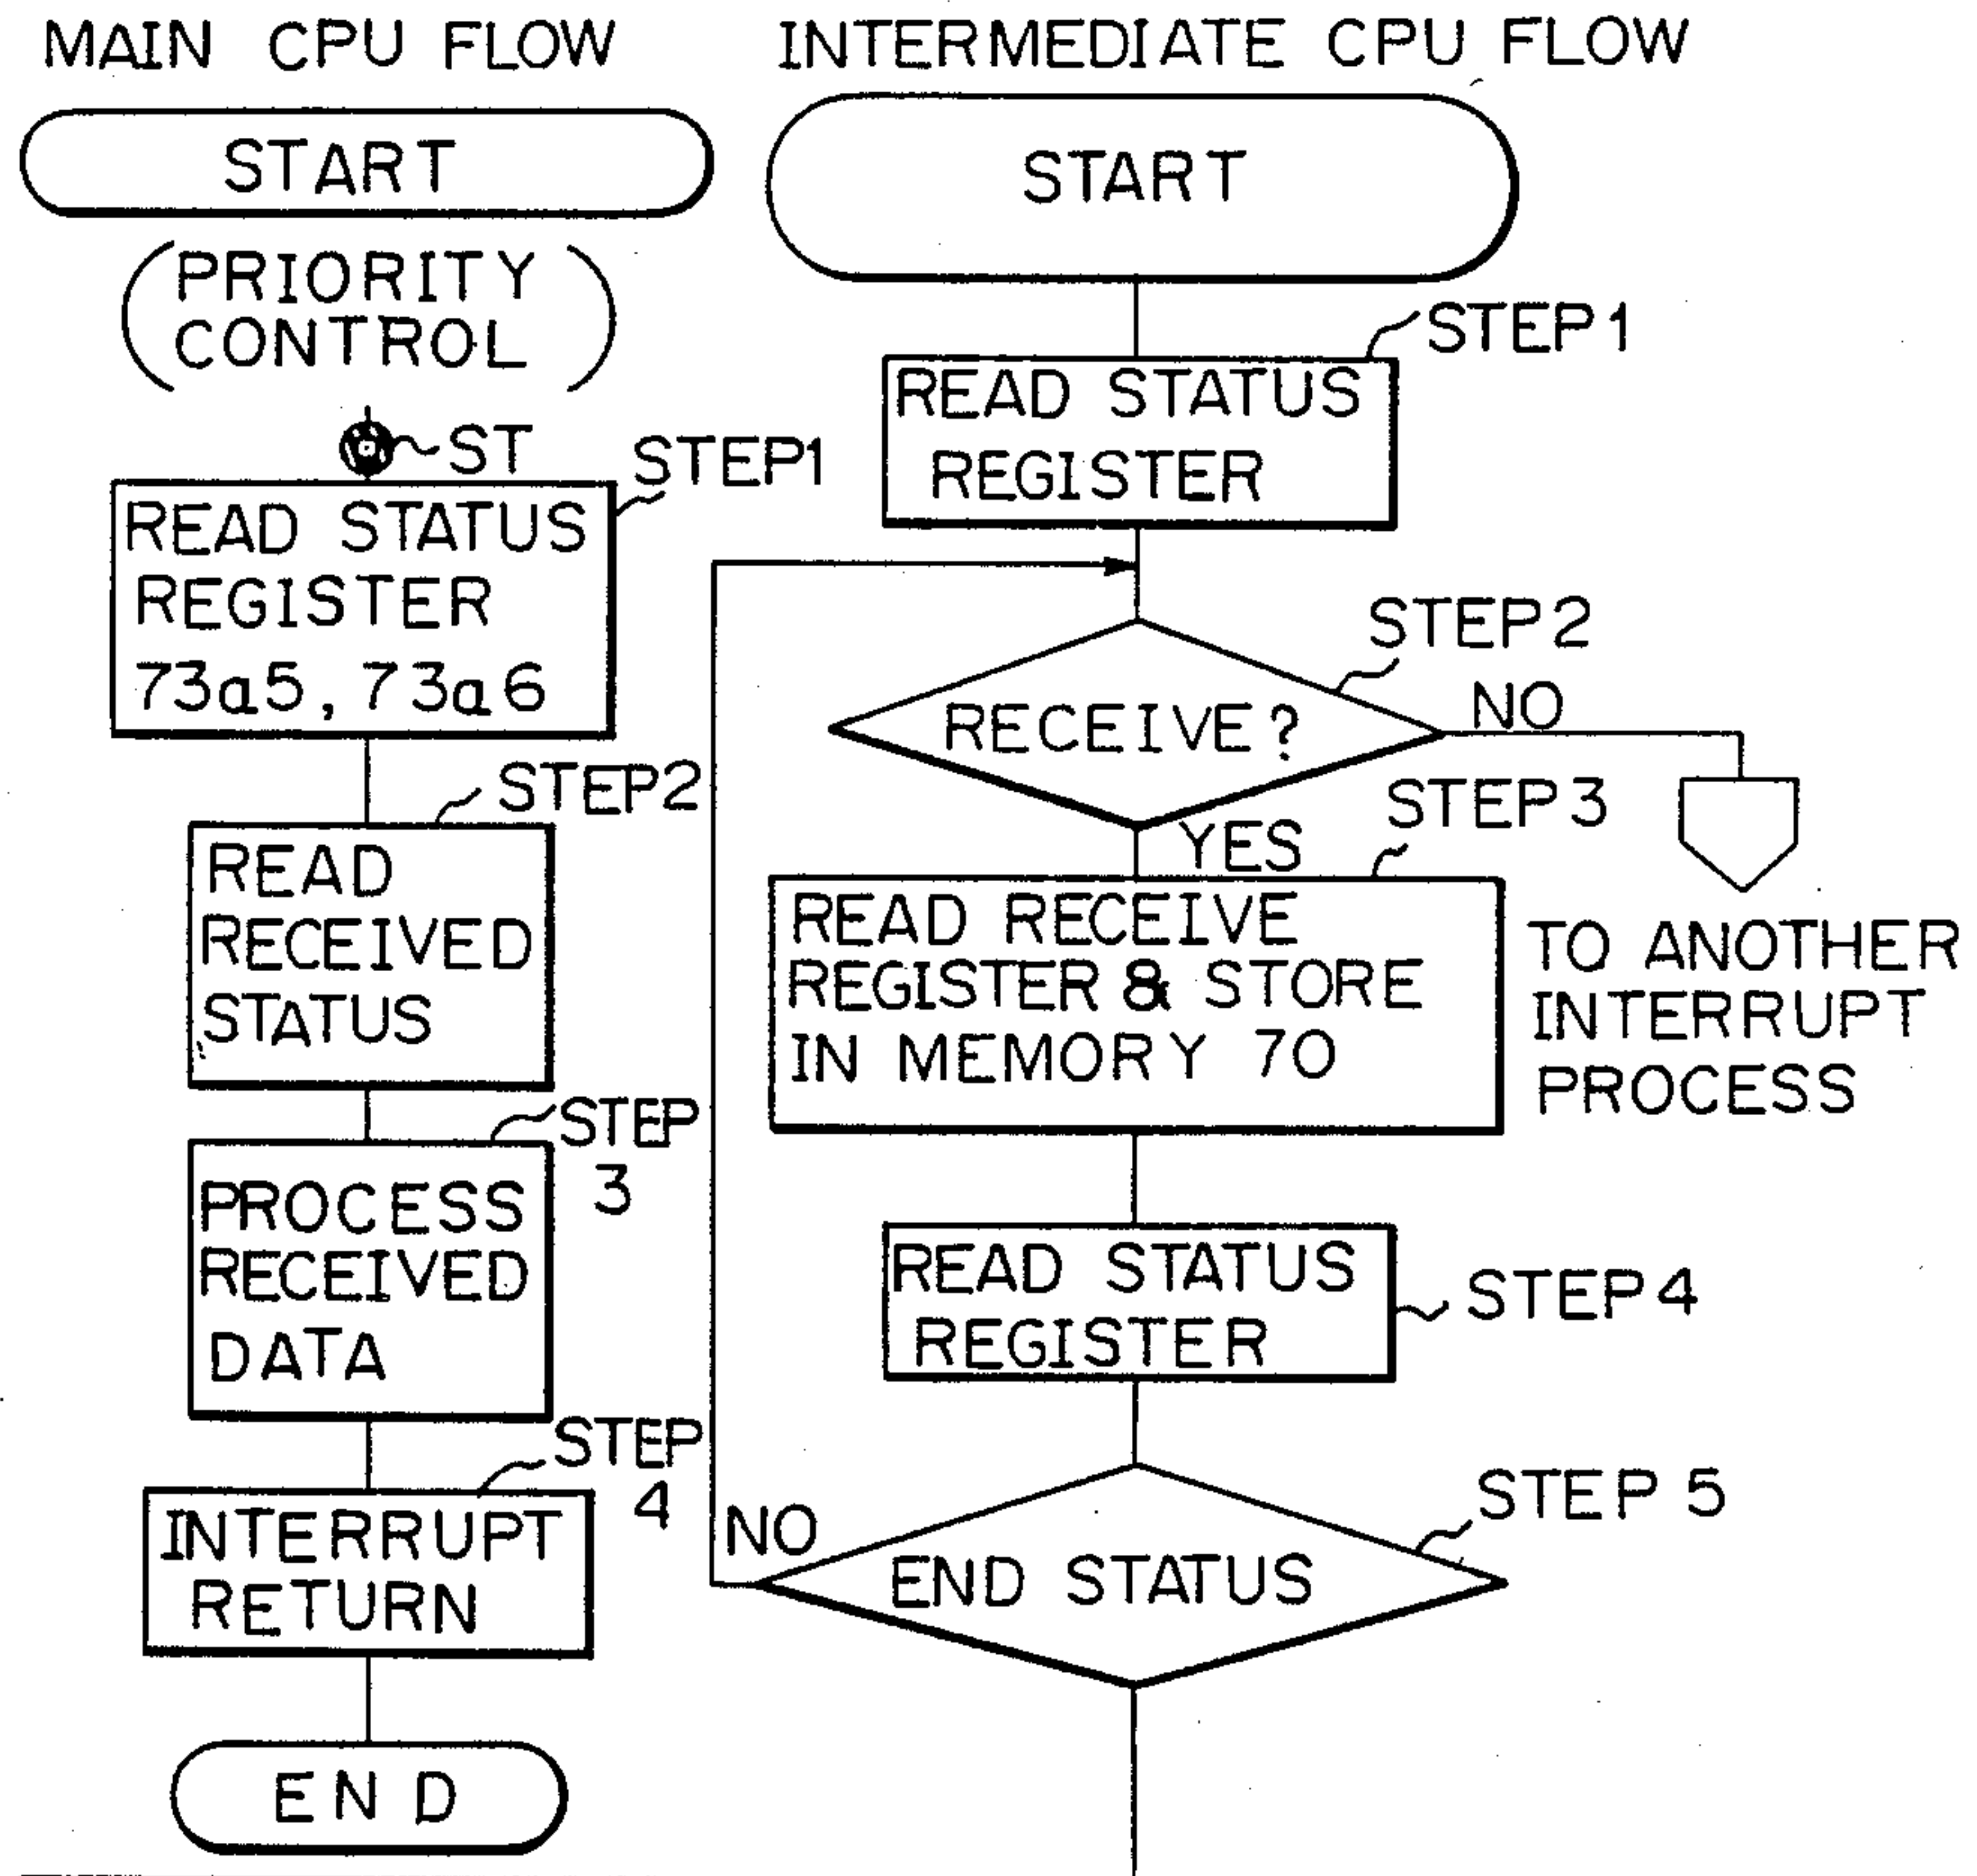 MAIN CPU FLOW
START
(PRIORITY
CONTROL)
ST
STEP1
READ STATUS
REGISTER
73a5, 73a6
STEP2
READ
RECEIVED
STATUS
STEP
3
PROCESS
RECEIVED
DATA
STEP
4
INTERRUPT
RETURN
END
INTERMEDIATE CPU FLOW
START
STEP1
READ STATUS
REGISTER
STEP2
RECEIVE?
NO
YES
STEP3
READ RECEIVE
REGISTER & STORE
IN MEMORY 70
TO ANOTHER
INTERRUPT
PROCESS
READ STATUS
REGISTER
STEP4
STEP 5
NO
END STATUS